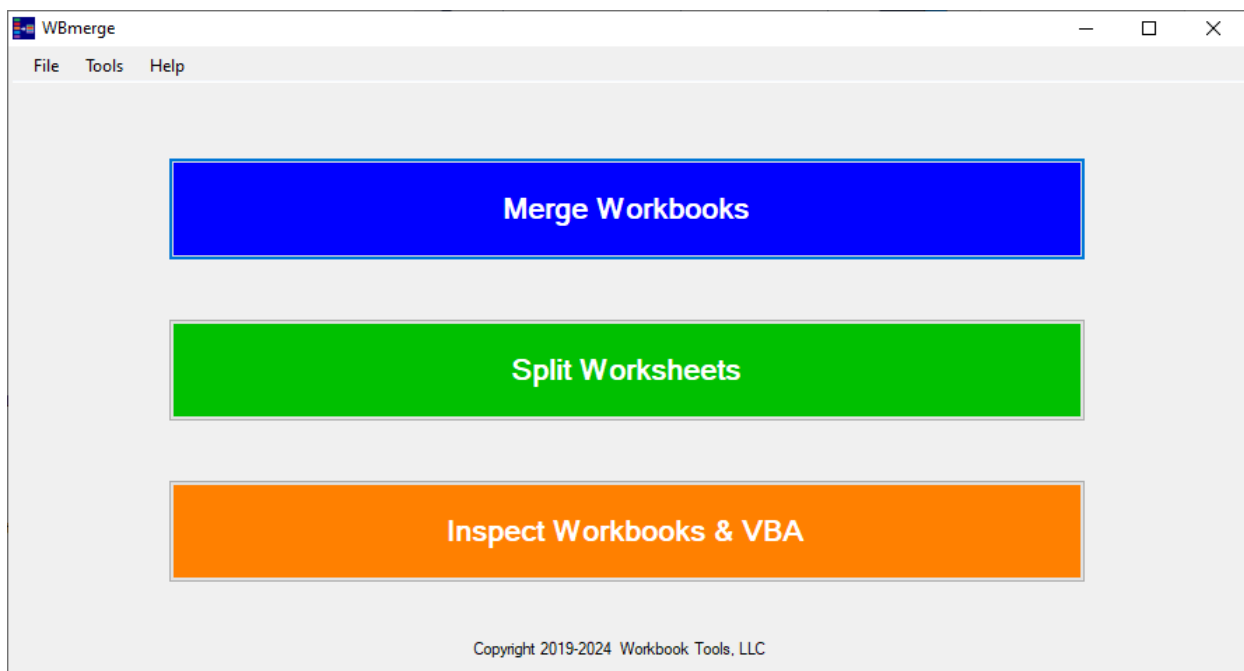 WBmerge
File Tools Help
Merge Workbooks
Split Worksheets
Inspect Workbooks & VBA
Copyright 2019-2024 Workbook Tools, LLC